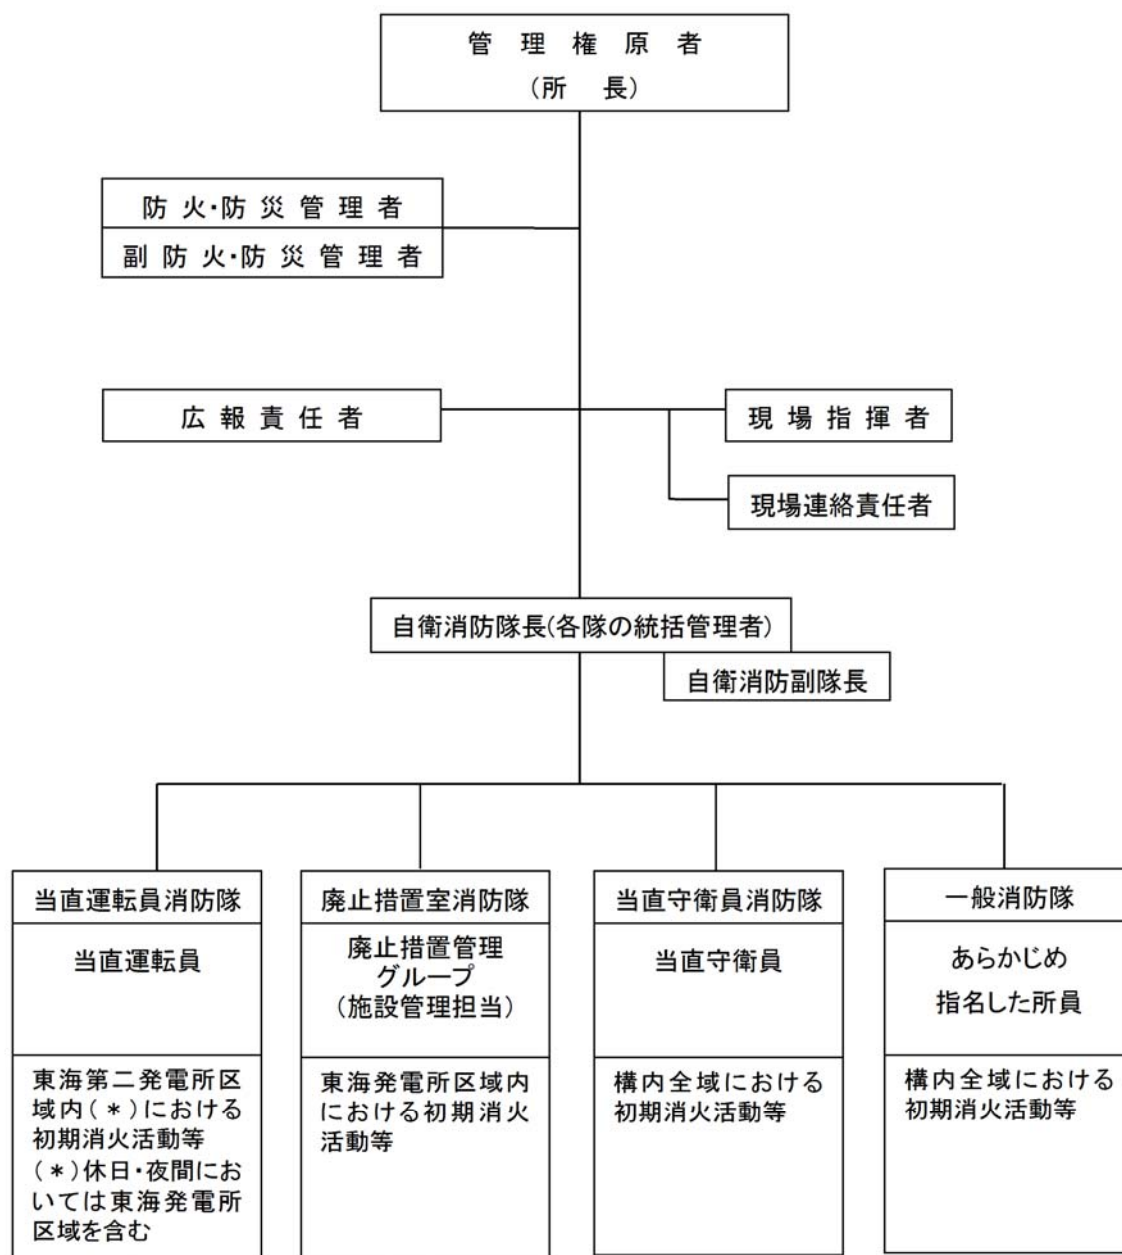 管理権原者
(所　長)
防火・防災管理者
副防火・防災管理者
広報責任者
現場指揮者
現場連絡責任者
自衛消防隊長(各隊の統括管理者)
自衛消防副隊長
当直運転員消防隊
当直運転員
東海第二発電所区
域内(＊)における
初期消火活動等
(＊)休日・夜間にお
いては東海発電所
区域を含む
廃止措置室消防隊
廃止措置管理
グループ
(施設管理担当)
東海発電所区域内
における初期消火
活動等
当直守衛員消防隊
当直守衛員
構内全域における
初期消火活動等
一般消防隊
あらかじめ
指名した所員
構内全域における
初期消火活動等